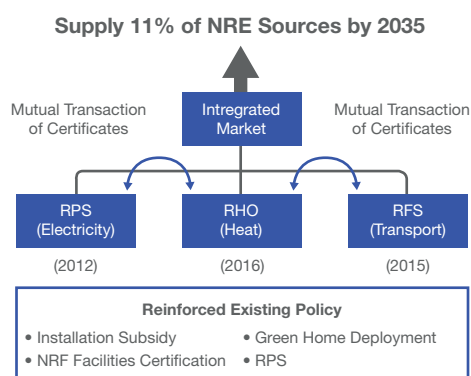 Supply 11% of NRE Sources by 2035
Mutual Transaction
of Certificates
Intregrated
Market
Mutual Transaction
of Certificates
RPS
(Electricity)
RHO
(Heat)
RFS
(Transport)
(2012)
(2016)
(2015)
Reinforced Existing Policy
• Installation Subsidy
• Green Home Deployment
• NRF Facilities Certification
• RPS